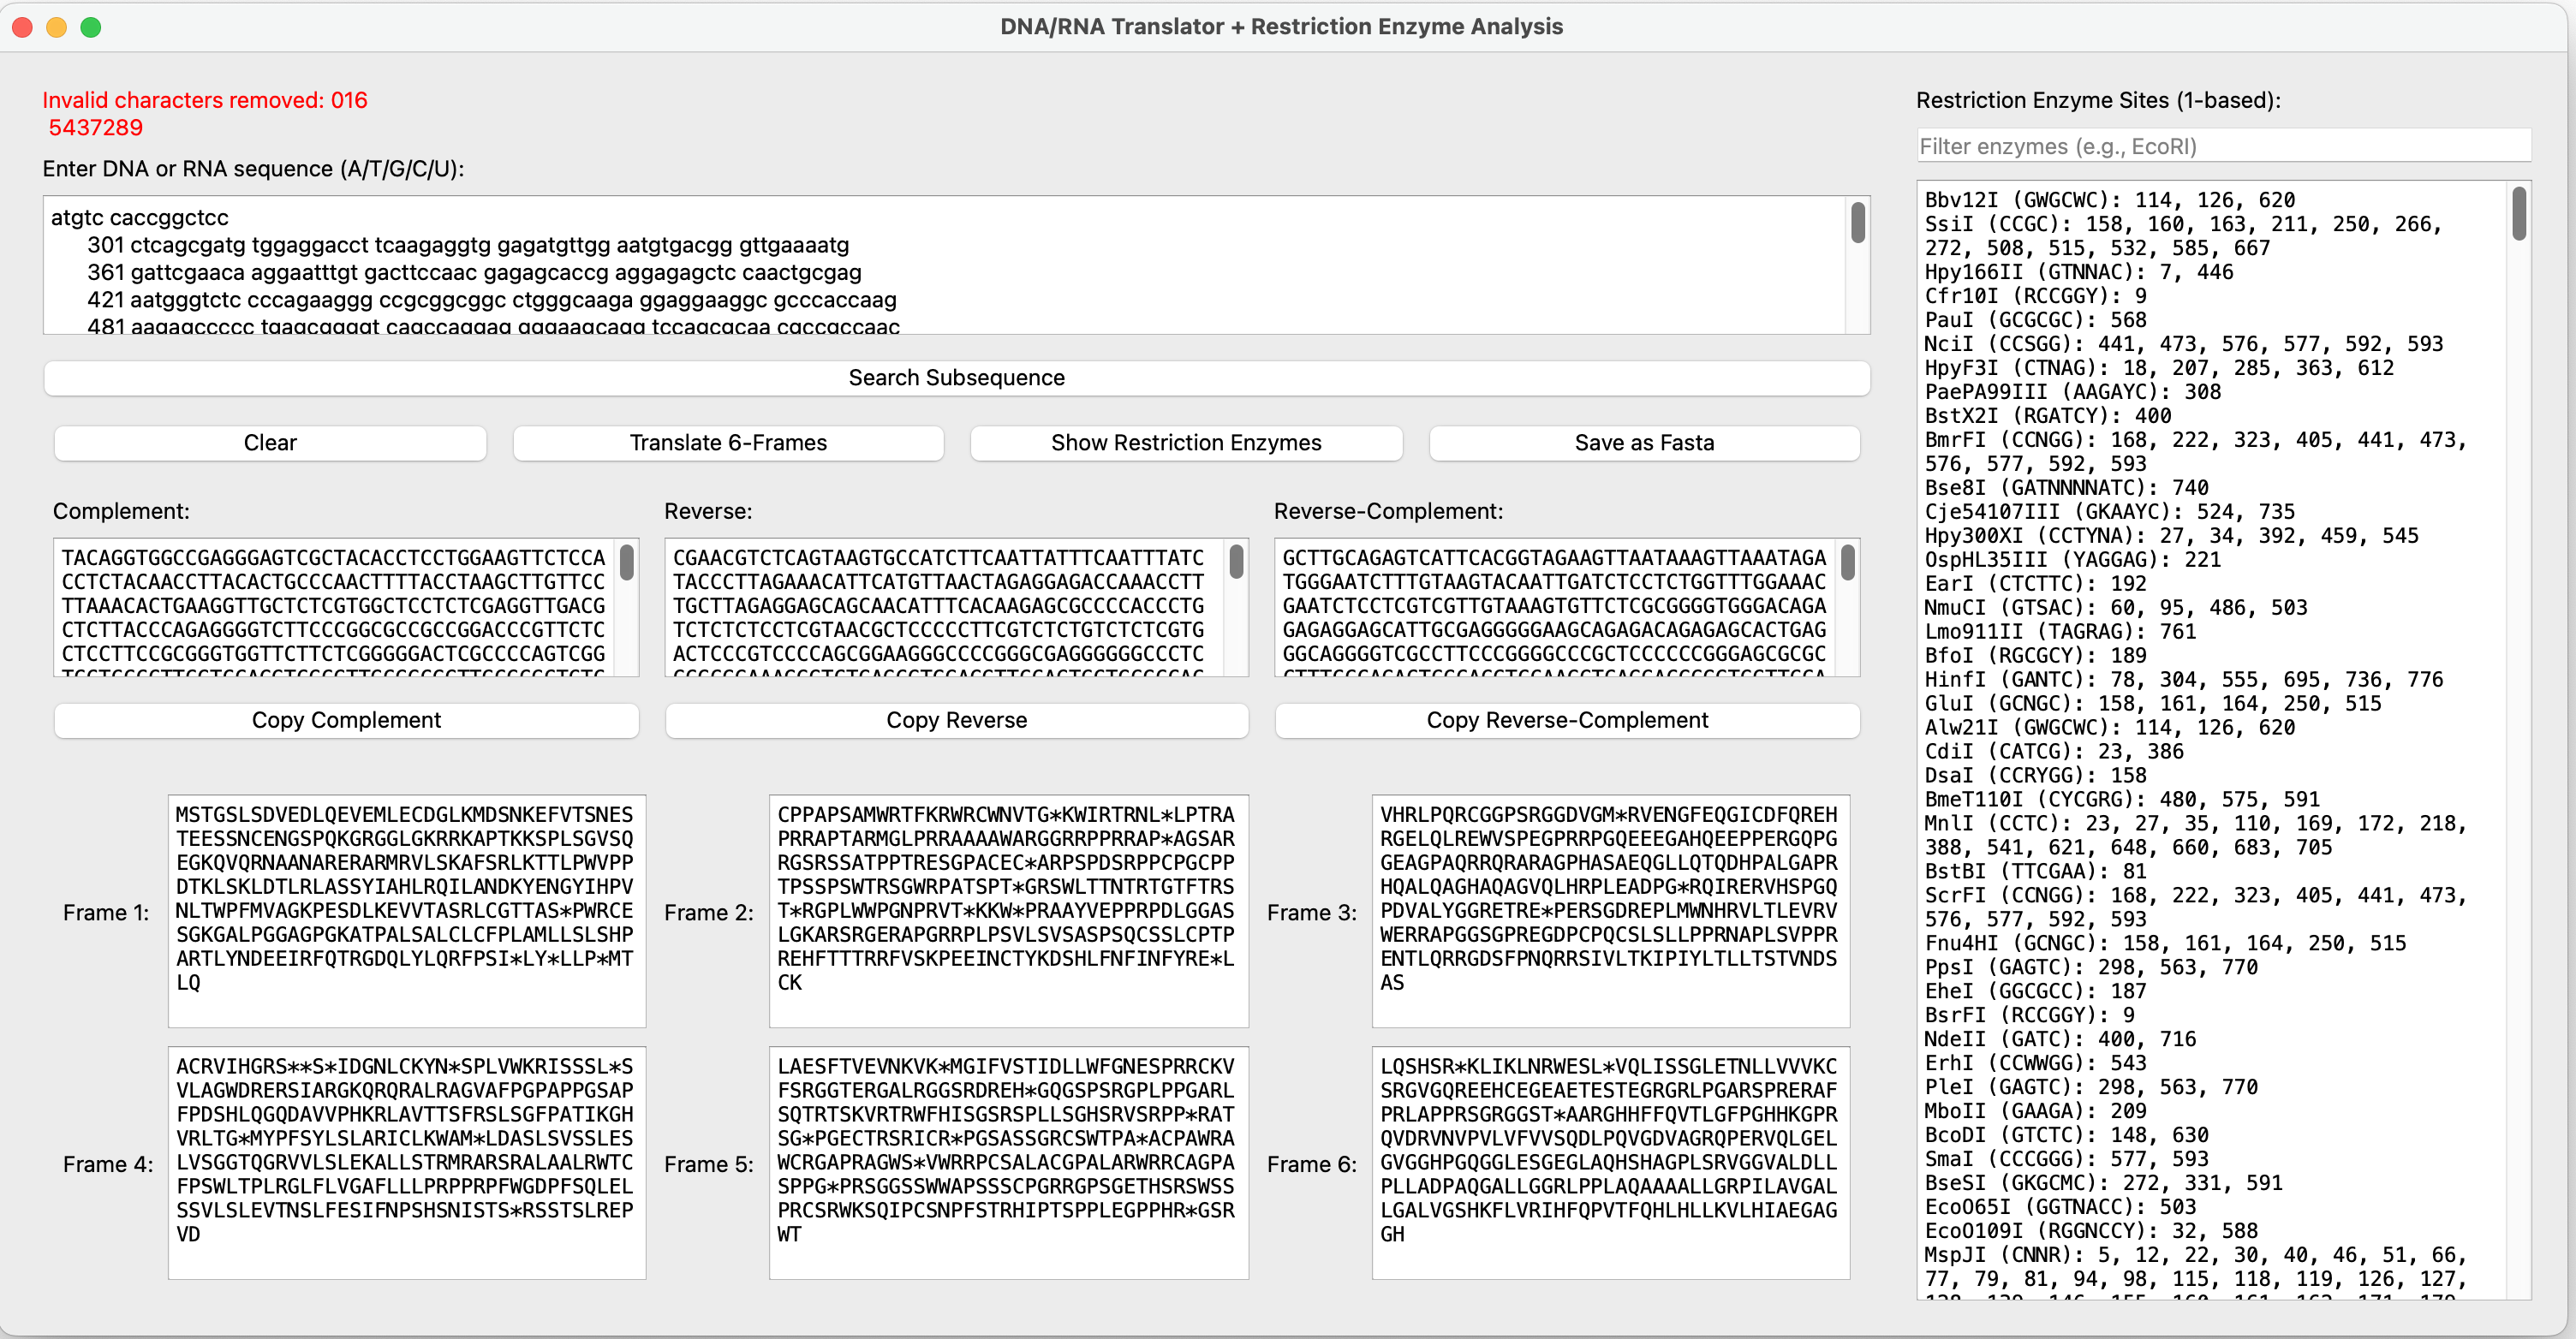 DNA/RNA Translator + Restriction Enzyme Analysis
Invalid characters removed: 016
5437289
Enter DNA or RNA sequence (A/T/G/C/U):
atgtc caccggctcc
301 ctcagcgatg tggaggacct tcaagaggtg gagatgttgg aatgtgacgg gttgaaaatg
361 gattcgaaca aggaatttgt gacttccaac gagagcaccg aggagagctc caactgcgag
421 aatgggtctc cccagaaggg ccgcggcggc ctgggcaaga ggaggaaggc gcccaccaag
481 aagagccccc tgagcggggt cagccaggag gggaagcagg tccagcgcaa cgccgccaac
Search Subsequence
Clear
Translate 6-Frames
Show Restriction Enzymes
Save as Fasta
Complement:
TACAGGTGGCCGAGGGAGTCGCTACACCTCCTGGAAGTTCTCCA
CCTCTACAACCTTACACTGCCCAACTTTTACCTAAGCTTGTTCC
TTAAACACTGAAGGTTGCTCTCGTGGCTCCTCTCGAGGTTGACG
CTCTTACCCAGAGGGGTCTTCCCGGCGCCGCCGGACCCGTTCTC
CTCCTTCCGCGGGTGGTTCTTCTCGGGGGACTCGCCCCAGTCGG
Reverse:
CGAACGTCTCAGTAAGTGCCATCTTCAATTATTTCAATTTATC
TACCCTTAGAAACATTCATGTTAACTAGAGGAGACCAAACCTT
TGCTTAGAGGAGCAGCAACATTTCACAAGAGCGCCCCACCCTG
TCTCTCTCCTCGTAACGCTCCCCCTTCGTCTCTGTCTCTCGTG
ACTCCCGTCCCCAGCGGAAGGGCCCCGGGCGAGGGGGGCCCTC
Reverse-Complement:
GCTTGCAGAGTCATTCACGGTAGAAGTTAATAAAGTTAAATAGA
TGGGAATCTTTGTAAGTACAATTGATCTCCTCTGGTTTGGAAAC
GAATCTCCTCGTCGTTGTAAAGTGTTCTCGCGGGGTGGGACAGA
GAGAGGAGCATTGCGAGGGGGAAGCAGAGACAGAGAGCACTGAG
GGCAGGGGTCGCCTTCCCGGGGCCCGCTCCCCCCGGGAGCGCGC
Copy Complement
Copy Reverse
Copy Reverse-Complement
Frame 1:
MSTGSLSDVEDLQEVEMLECDGLKMDSNKEFVTSNES
TEESSNCENGSPQKGRGGLGKRRKAPTKKSPLSGVSQ
EGKQVQRNAANARERARMRVLSKAFSRLKTTLPWVPP
DTKLSKLDTLRLASSYIAHLRQILANDKYENGYIHPV
NLTWPFMVAGKPESDLKEVVTASRLCGTTAS*PWRCE
SGKGALPGGAGPGKATPALSALCLCFPLAMLLSLSHP
ARTLYNDEEIRFQTRGDQLYLQRFPSI*LY*LLP*MT
LQ
Frame 2:
CPPAPSAMWRTFKRWRCWNVTG*KWIRTRNL*LPTRA
PRRAPTARMGLPRRAAAAWARGGRRPPRRAP*AGSAR
RGSRSSATPPTRESGPACEC*ARPSPDSRPPCPGCPP
TPSSPSWTRSGWRPATSPT*GRSWLTTNTRTGTFTRS
T*RGPLWWPGNPRVT*KKW*PRAAYVEPPRPDLGGAS
LGKARSRGERAPGRRPLPSVLSVSASPSQCSSLCPTP
REHFTTTRRFVSKPEEINCTYKDSHLFNFINFYRE*L
CK
Frame 3:
VHRLPQRCGGPSRGGDVGM*RVENGFEQGICDFQREH
RGELQLREWVSPEGPRRPGQEEEGAHQEEPPERGQPG
GEAGPAQRRQRARAGPHASAEQGLLQTQDHPALGAPR
HQALQAGHAQAGVQLHRPLEADPG*RQIRERVHSPGQ
PDVALYGGRETRE*PERSGDREPLMWNHRVLTLEVRV
WERRAPGGSGPREGDPCPQCSLSLLPPRNAPLSVPPR
ENTLQRRGDSFPNQRRSIVLTKIPIYLTLLTSTVNDS
AS
Frame 4:
ACRVIHGRS**S*IDGNLCKYN*SPLVWKRISSSL*S
VLAGWDRERSIARGKQRQRALRAGVAFPGPAPPGSAP
FPDSHLQGQDAVVPHKRLAVTTSFRSLSGFPATIKGH
VRLTG*MYPFSYLSLARICLKWAM*LDASLSVSSLES
LVSGGTQGRVVLSLEKALLSTRMRARSRALAALRWTC
FPSWLTPLRGLFLVGAFLLLPRPPRPFWGDPFSQLEL
SSVLSLEVTNSLFESIFNPSHSNISTS*RSSTSLREP
VD
Frame 5:
LAESFTVEVNKVK*MGIFVSTIDLLWFGNESPRRCKV
FSRGGTERGALRGGSRDREH*GQGSPSRGPLPPGARL
SQTRTSKVRTRWFHISGSRSPLLSGHSRVSRPP*RAT
SG*PGECTRSRICR*PGSASSGRCSWTPA*ACPAWRA
WCRGAPRAGWS*VWRRPCSALACGPALARWRRCAGPA
SPPG*PRSGGSSWWAPSSSCPGRRGPSGETHSRSWSS
PRCSRWKSQIPCSNPFSTRHIPTSPPLEGPPHR*GSR
WT
Frame 6:
LQSHSR*KLIKLNRWESL*VQLISSGLETNLLVVVKC
SRGVGQREEHCEGEAETESTEGRGRLPGARSPRERAF
PRLAPPRSGRGGST*AARGHHFFQVTLGFPGHHKGPR
QVDRVNVPVLVFVVSQDLPQVGDVAGRQPERVQLGEL
GVGGHPGQGGLESGEGLAQHSHAGPLSRVGGVALDLL
PLLADPAQGALLGGRLPPLAQAAAALLGRPILAVGAL
LGALVGSHKFLVRIHFQPVTFQHLHLLKVLHIAEGAG
GH
Restriction Enzyme Sites (1-based):
Filter enzymes (e.g., EcoRI)
Bbv12I (GWGCWC): 114, 126, 620
SsiI (CCGC): 158, 160, 163, 211, 250, 266,
272, 508, 515, 532, 585, 667
Hpy166II (GTNNAC): 7, 446
Cfr10I (RCCGGY): 9
PauI (GCGCGC): 568
NciI (CCSGG): 441, 473, 576, 577, 592, 593
HpyF3I (CTNAG): 18, 207, 285, 363, 612
PaePA99III (AAGAYC): 308
BstX2I (RGATCY): 400
BmrFI (CCNGG): 168, 222, 323, 405, 441, 473,
576, 577, 592, 593
Bse8I (GATNNNNATC): 740
Cje54107III (GKAAYC): 524, 735
Hpy300XI (CCTYNA): 27, 34, 392, 459, 545
OspHL35III (YAGGAG): 221
EarI (CTCTTC): 192
NmuCI (GTSAC): 60, 95, 486, 503
Lmo911II (TAGRAG): 761
BfoI (RGCGCY): 189
HinfI (GANTC): 78, 304, 555, 695, 736, 776
GluI (GCNGC): 158, 161, 164, 250, 515
Alw21I (GWGCWC): 114, 126, 620
CdiI (CATCG): 23, 386
DsaI (CCRYGG): 158
BmeT110I (CYCGRG): 480, 575, 591
MnlI (CCTC): 23, 27, 35, 110, 169, 172, 218,
388, 541, 621, 648, 660, 683, 705
BstBI (TTCGAA): 81
ScrFI (CCNGG): 168, 222, 323, 405, 441, 473,
576, 577, 592, 593
Fnu4HI (GCNGC): 158, 161, 164, 250, 515
PpsI (GAGTC): 298, 563, 770
EheI (GGCGCC): 187
BsrFI (RCCGGY): 9
NdeII (GATC): 400, 716
ErhI (CCWWGG): 543
PleI (GAGTC): 298, 563, 770
MboII (GAAGA): 209
BcoDI (GTCTC): 148, 630
SmaI (CCCGGG): 577, 593
BseSI (GKGCMC): 272, 331, 591
EcoO65I (GGTNACC): 503
EcoO109I (RGGNCCY): 32, 588
MspJI (CNNR): 5, 12, 22, 30, 40, 46, 51, 66,
77, 79, 81, 94, 98, 115, 118, 119, 126, 127,